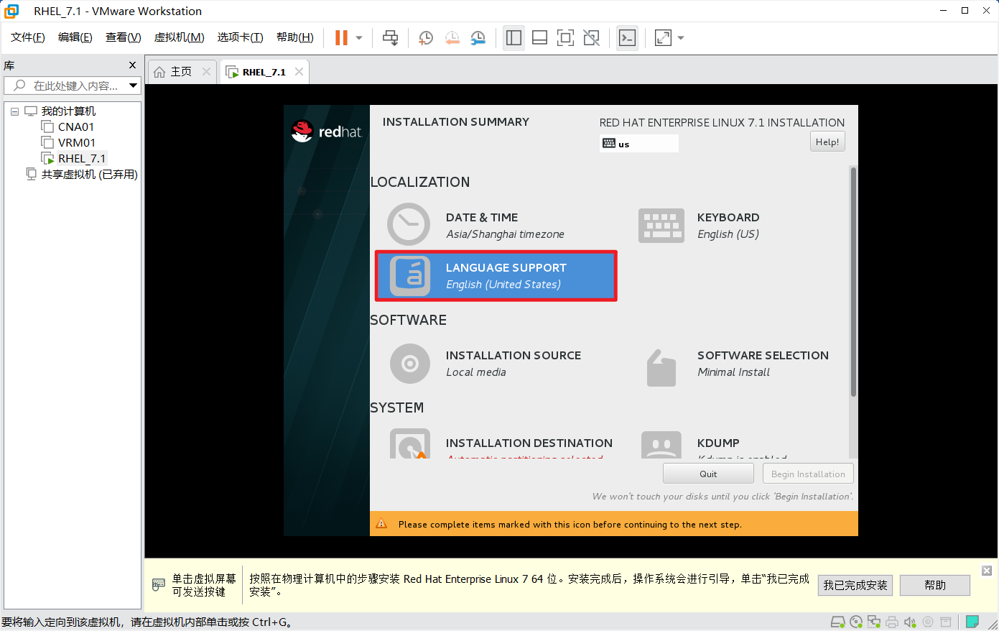 RHEL_7.1 - VMware Workstation
文件(F) 编辑(E) 查看(V) 虚拟机(M) 选项卡(T) 帮助(H)
库
在此处键入内容...
我的计算机
CNA01
VRM01
RHEL_7.1
共享虚拟机 (已弃用)
主页
RHEL_7.1
redhat.
INSTALLATION SUMMARY
RED HAT ENTERPRISE LINUX 7.1 INSTALLATION
us
Help!
LOCALIZATION
DATE & TIME
Asia/Shanghai timezone
KEYBOARD
English (US)
LANGUAGE SUPPORT
English (United States)
SOFTWARE
INSTALLATION SOURCE
Local media
SOFTWARE SELECTION
Minimal Install
SYSTEM
INSTALLATION DESTINATION
Automatic partitioning selected
KDUMP
Kdump is enabled
Quit
Begin Installation
We won't touch your disks until you click 'Begin Installation'.
Please complete items marked with this icon before continuing to the next step.
单击虚拟屏幕
可发送按键
按照在物理计算机中的步骤安装 Red Hat Enterprise Linux 7 64 位。安装完成后，操作系统会进行引导，单击“我已完成
安装”。
我已完成安装
帮助
要将输入定向到该虚拟机，请在虚拟机内部单击或按 Ctrl+G。